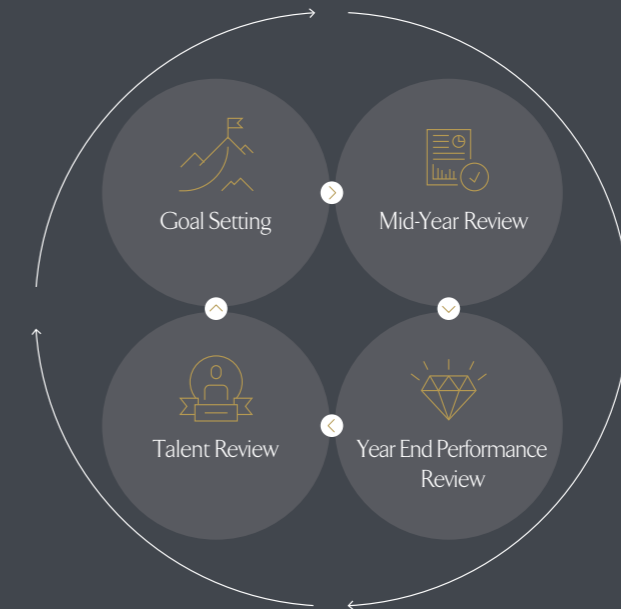 Goal Setting
Mid-Year Review
Talent Review
Year End Performance
Review